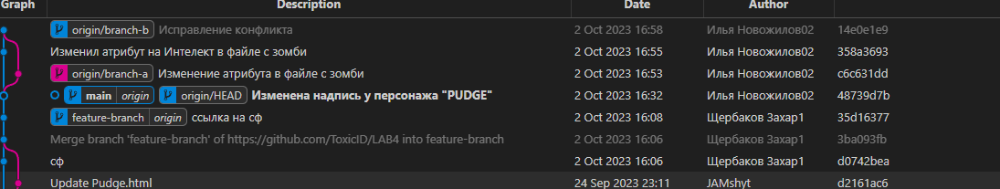 Graph Description Date Author
origin/branch-b Исправление конфликта 2 Oct 2023 16:58 Илья Новожилов02 14e0e1e9
Изменил атрибут на Интелект в файле с зомби 2 Oct 2023 16:55 Илья Новожилов02 358a3693
origin/branch-a Изменение атрибута в файле с зомби 2 Oct 2023 16:53 Илья Новожилов02 c6c631dd
main origin origin/HEAD Изменена надпись у персонажа "PUDGE" 2 Oct 2023 16:32 Илья Новожилов02 48739d7b
feature-branch origin ссылка на сф 2 Oct 2023 16:08 Щербаков Захар1 35d16377
Merge branch 'feature-branch' of https://github.com/ToxicID/LAB4 into feature-branch 2 Oct 2023 16:06 Щербаков Захар1 3ba093fb
сф 2 Oct 2023 16:06 Щербаков Захар1 d0742bea
Update Pudge.html 24 Sep 2023 23:11 JAMshyt d2161ac6